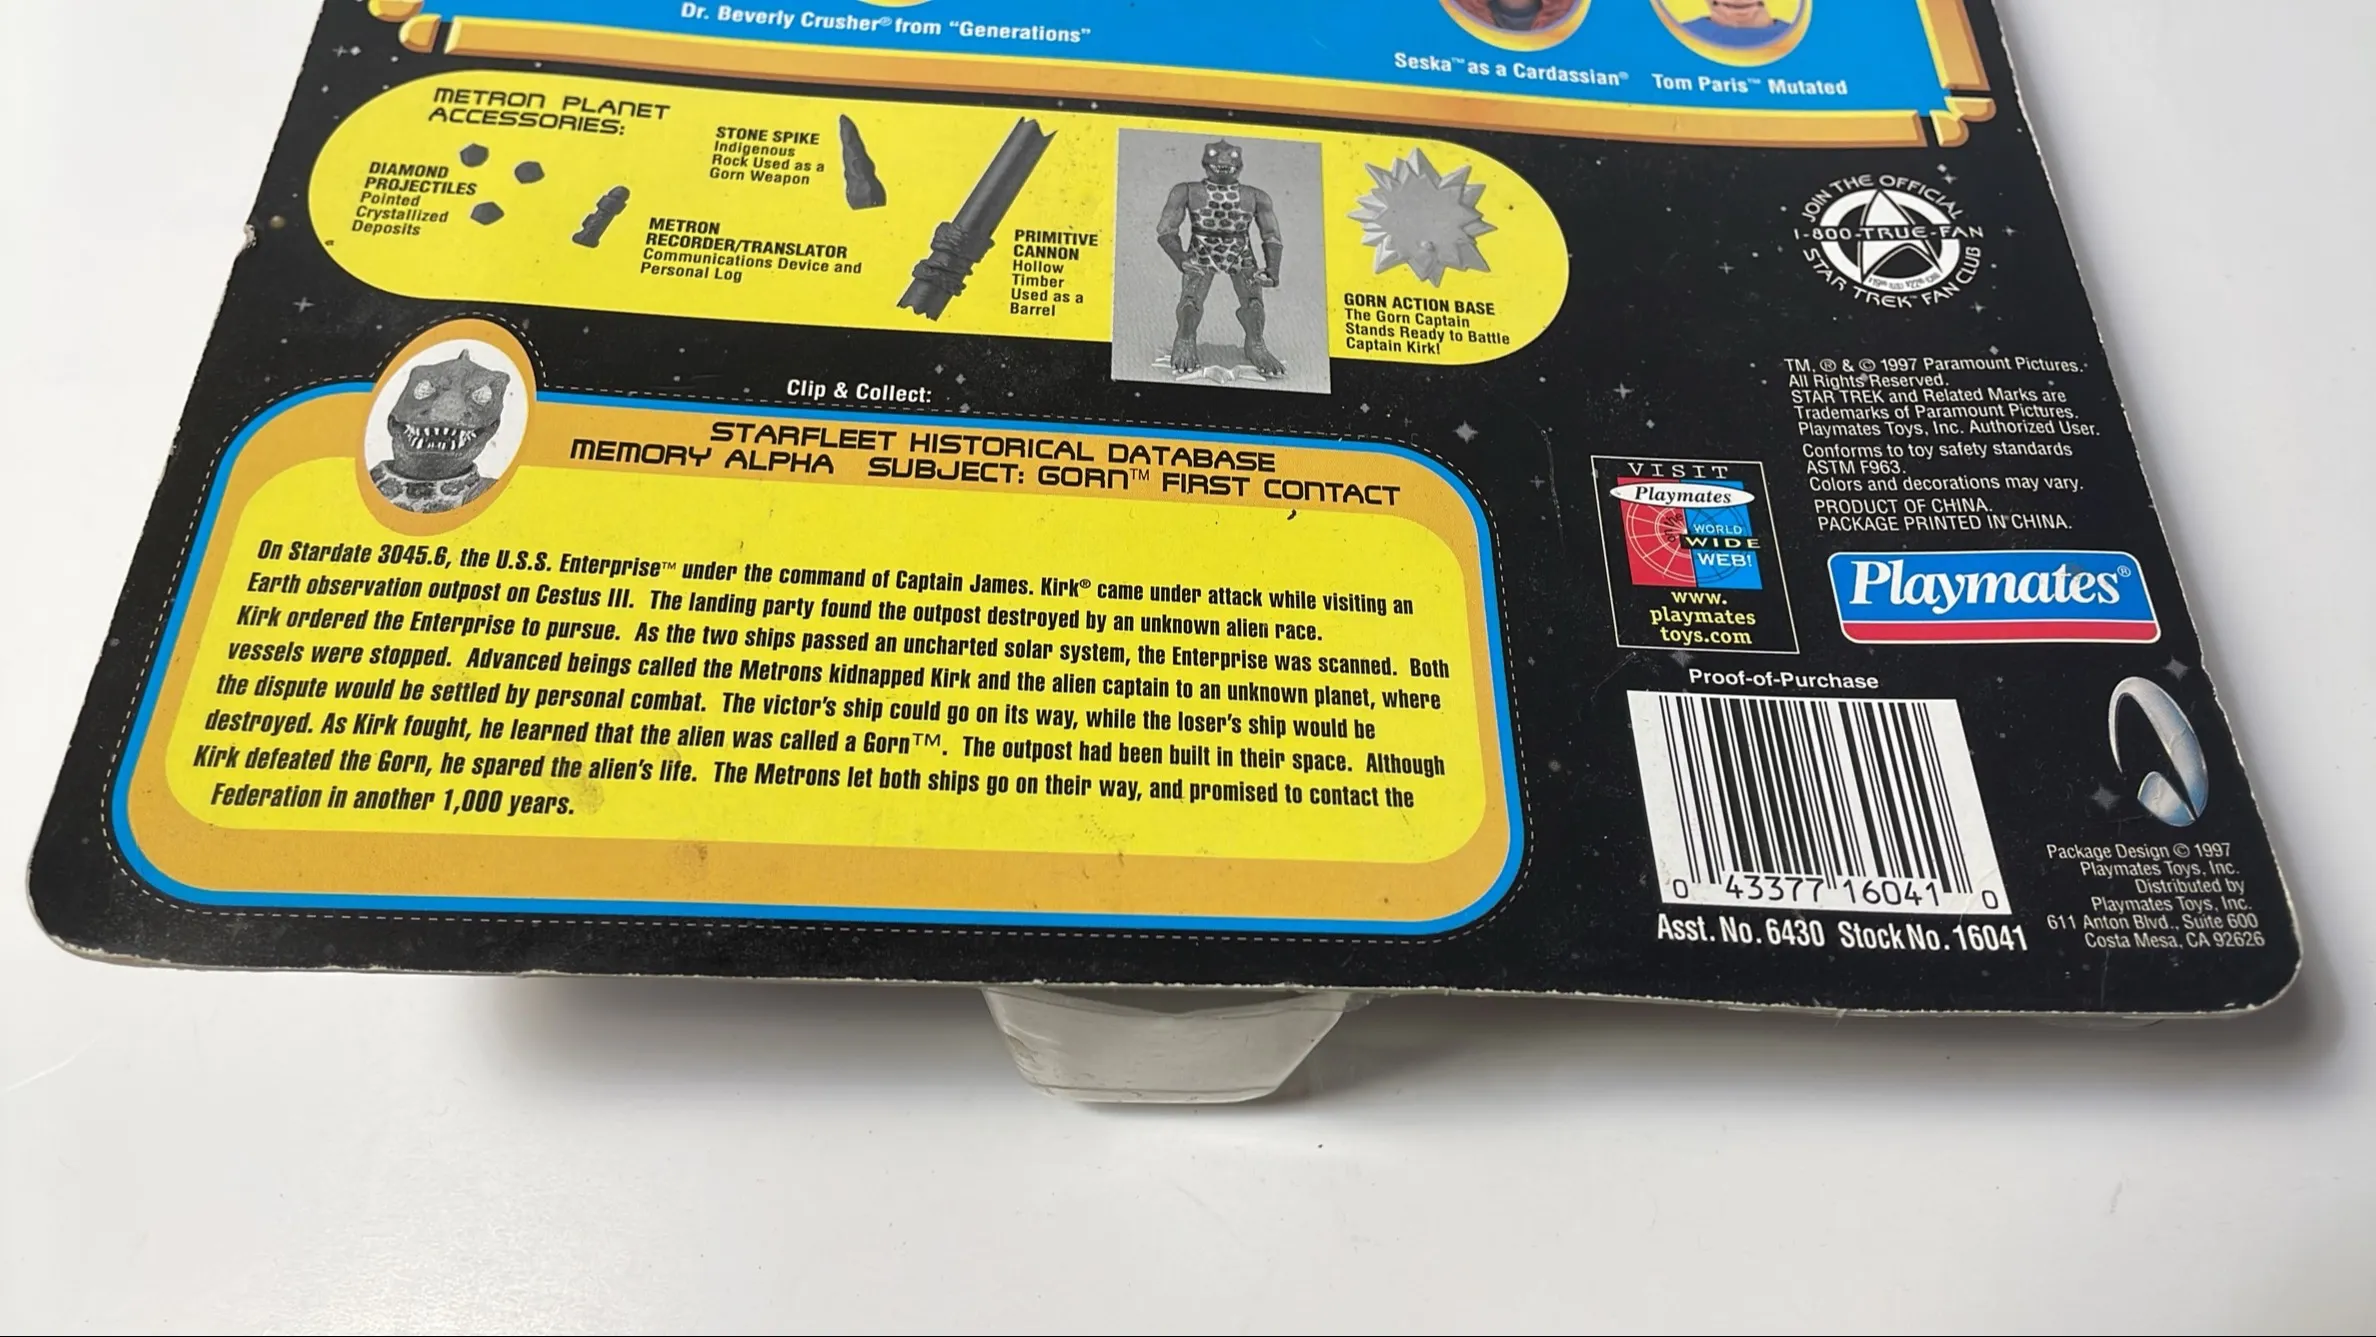 Dr. Beverly Crusher® from "Generations"
Seska™ as a Cardassian®
Tom Paris™ Mutated
METRON PLANET
ACCESSORIES:
DIAMOND
PROJECTILES
Pointed
Crystallized
Deposits
METRON
RECORDER/TRANSLATOR
Communications Device and
Personal Log
STONE SPIKE
Indigenous
Rock Used as a
Gorn Weapon
PRIMITIVE
CANNON
Hollow
Timber
Used as a
Barrel
GORN ACTION BASE
The Gorn Captain
Stands Ready to Battle
Captain Kirk!
JOIN THE OFFICIAL
1-800-TRUE-FAN
STAR TREK™ FAN CLUB
Clip & Collect:
STARFLEET HISTORICAL DATABASE
MEMORY ALPHA SUBJECT: GORN™ FIRST CONTACT
On Stardate 3045.6, the U.S.S. Enterprise™ under the command of Captain James. Kirk® came under attack while visiting an
Earth observation outpost on Cestus III. The landing party found the outpost destroyed by an unknown alien race.
Kirk ordered the Enterprise to pursue. As the two ships passed an uncharted solar system, the Enterprise was scanned. Both
vessels were stopped. Advanced beings called the Metrons kidnapped Kirk and the alien captain to an unknown planet, where
the dispute would be settled by personal combat. The victor's ship could go on its way, while the loser's ship would be
destroyed. As Kirk fought, he learned that the alien was called a Gorn™. The outpost had been built in their space. Although
Kirk defeated the Gorn, he spared the alien's life. The Metrons let both ships go on their way, and promised to contact the
Federation in another 1,000 years.
TM, ® & © 1997 Paramount Pictures.
All Rights Reserved.
STAR TREK and Related Marks are
Trademarks of Paramount Pictures.
Playmates Toys, Inc. Authorized User.
Conforms to toy safety standards
ASTM F963.
Colors and decorations may vary.
PRODUCT OF CHINA.
PACKAGE PRINTED IN CHINA.
VISIT
Playmates
WORLD
WIDE
WEB!
www.
playmates
toys.com
Playmates®
Proof-of-Purchase
0 43377 16041 0
Asst. No. 6430 Stock No. 16041
Package Design © 1997
Playmates Toys, Inc.
Distributed by
Playmates Toys, Inc.
611 Anton Blvd., Suite 600
Costa Mesa, CA 92626